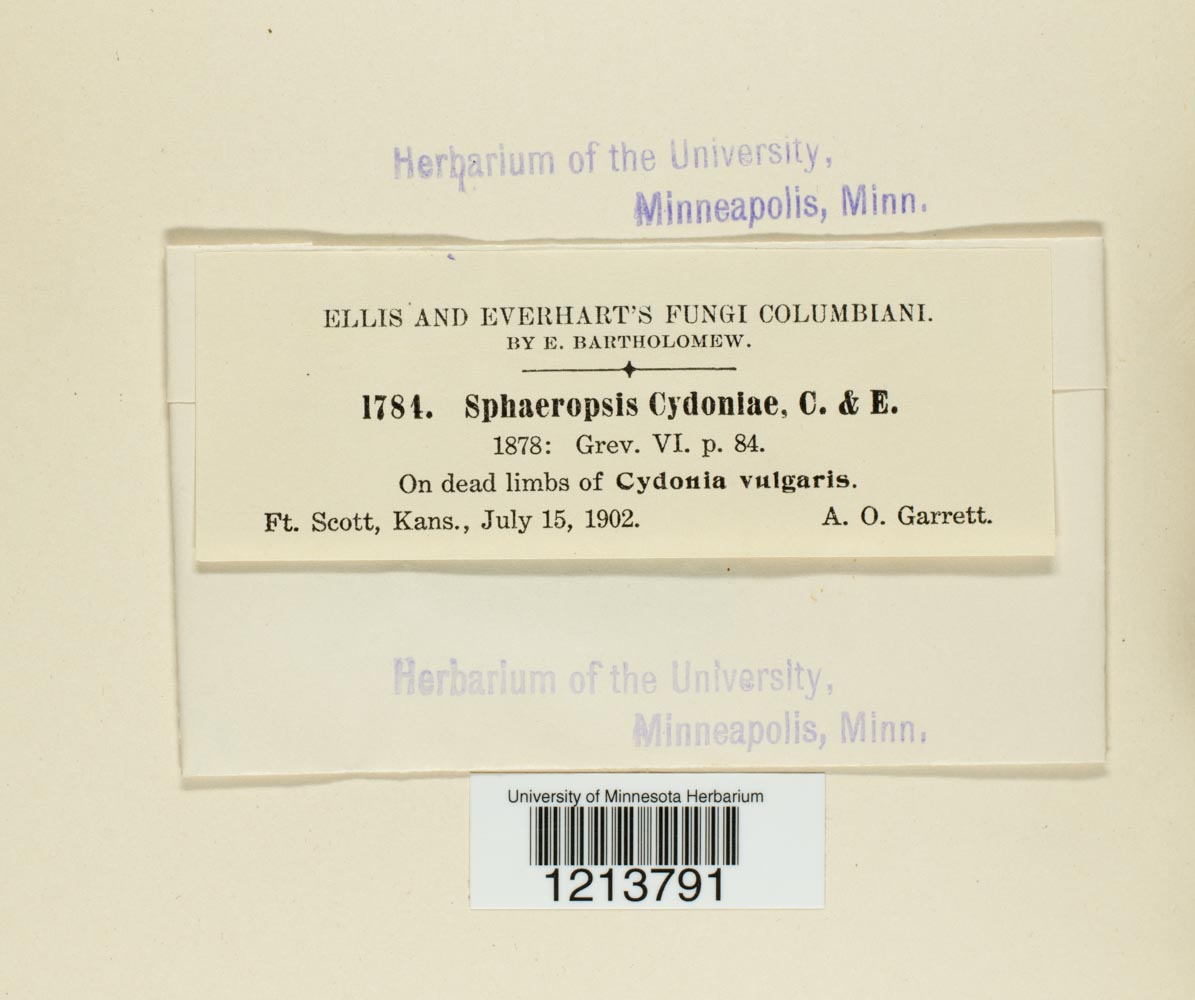 Herbarium of the University,
Minneapolis, Minn.
ELLIS AND EVERHART'S FUNGI COLUMBIANI.
BY E. BARTHOLOMEW.
1784. Sphaeropsis Cydoniae, C. & E.
1878: Grev. VI. p. 84.
On dead limbs of Cydonia vulgaris.
Ft. Scott, Kans., July 15, 1902. A. O. Garrett.
Herbarium of the University,
Minneapolis, Minn.
University of Minnesota Herbarium
1213791